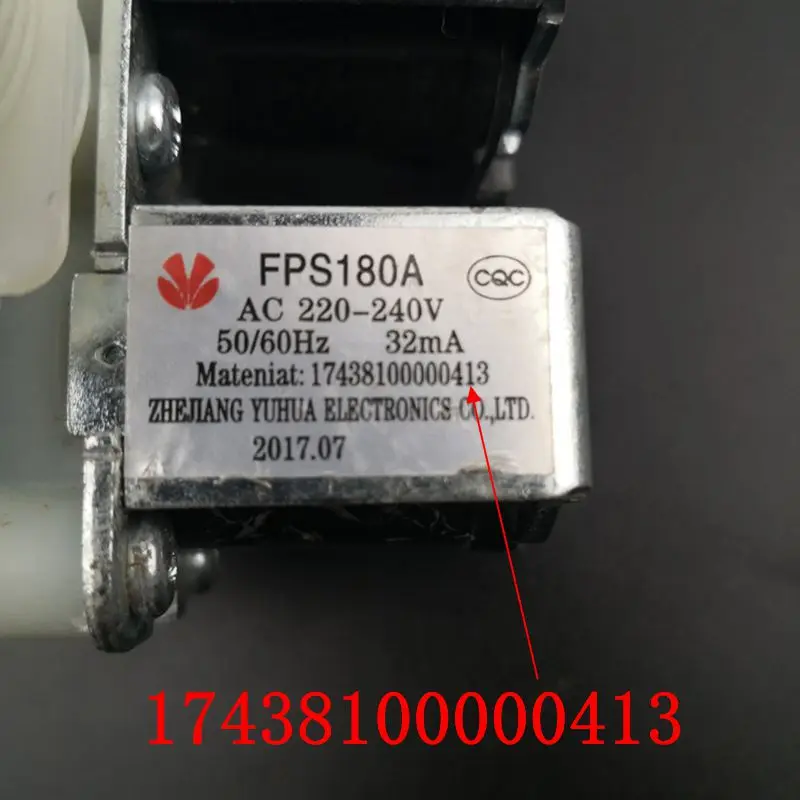 FPS180A
CQC
AC 220-240V
50/60Hz 32mA
Mateniat: 17438100000413
ZHEJIANG YUHUA ELECTRONICS CO.,LTD.
2017.07
17438100000413